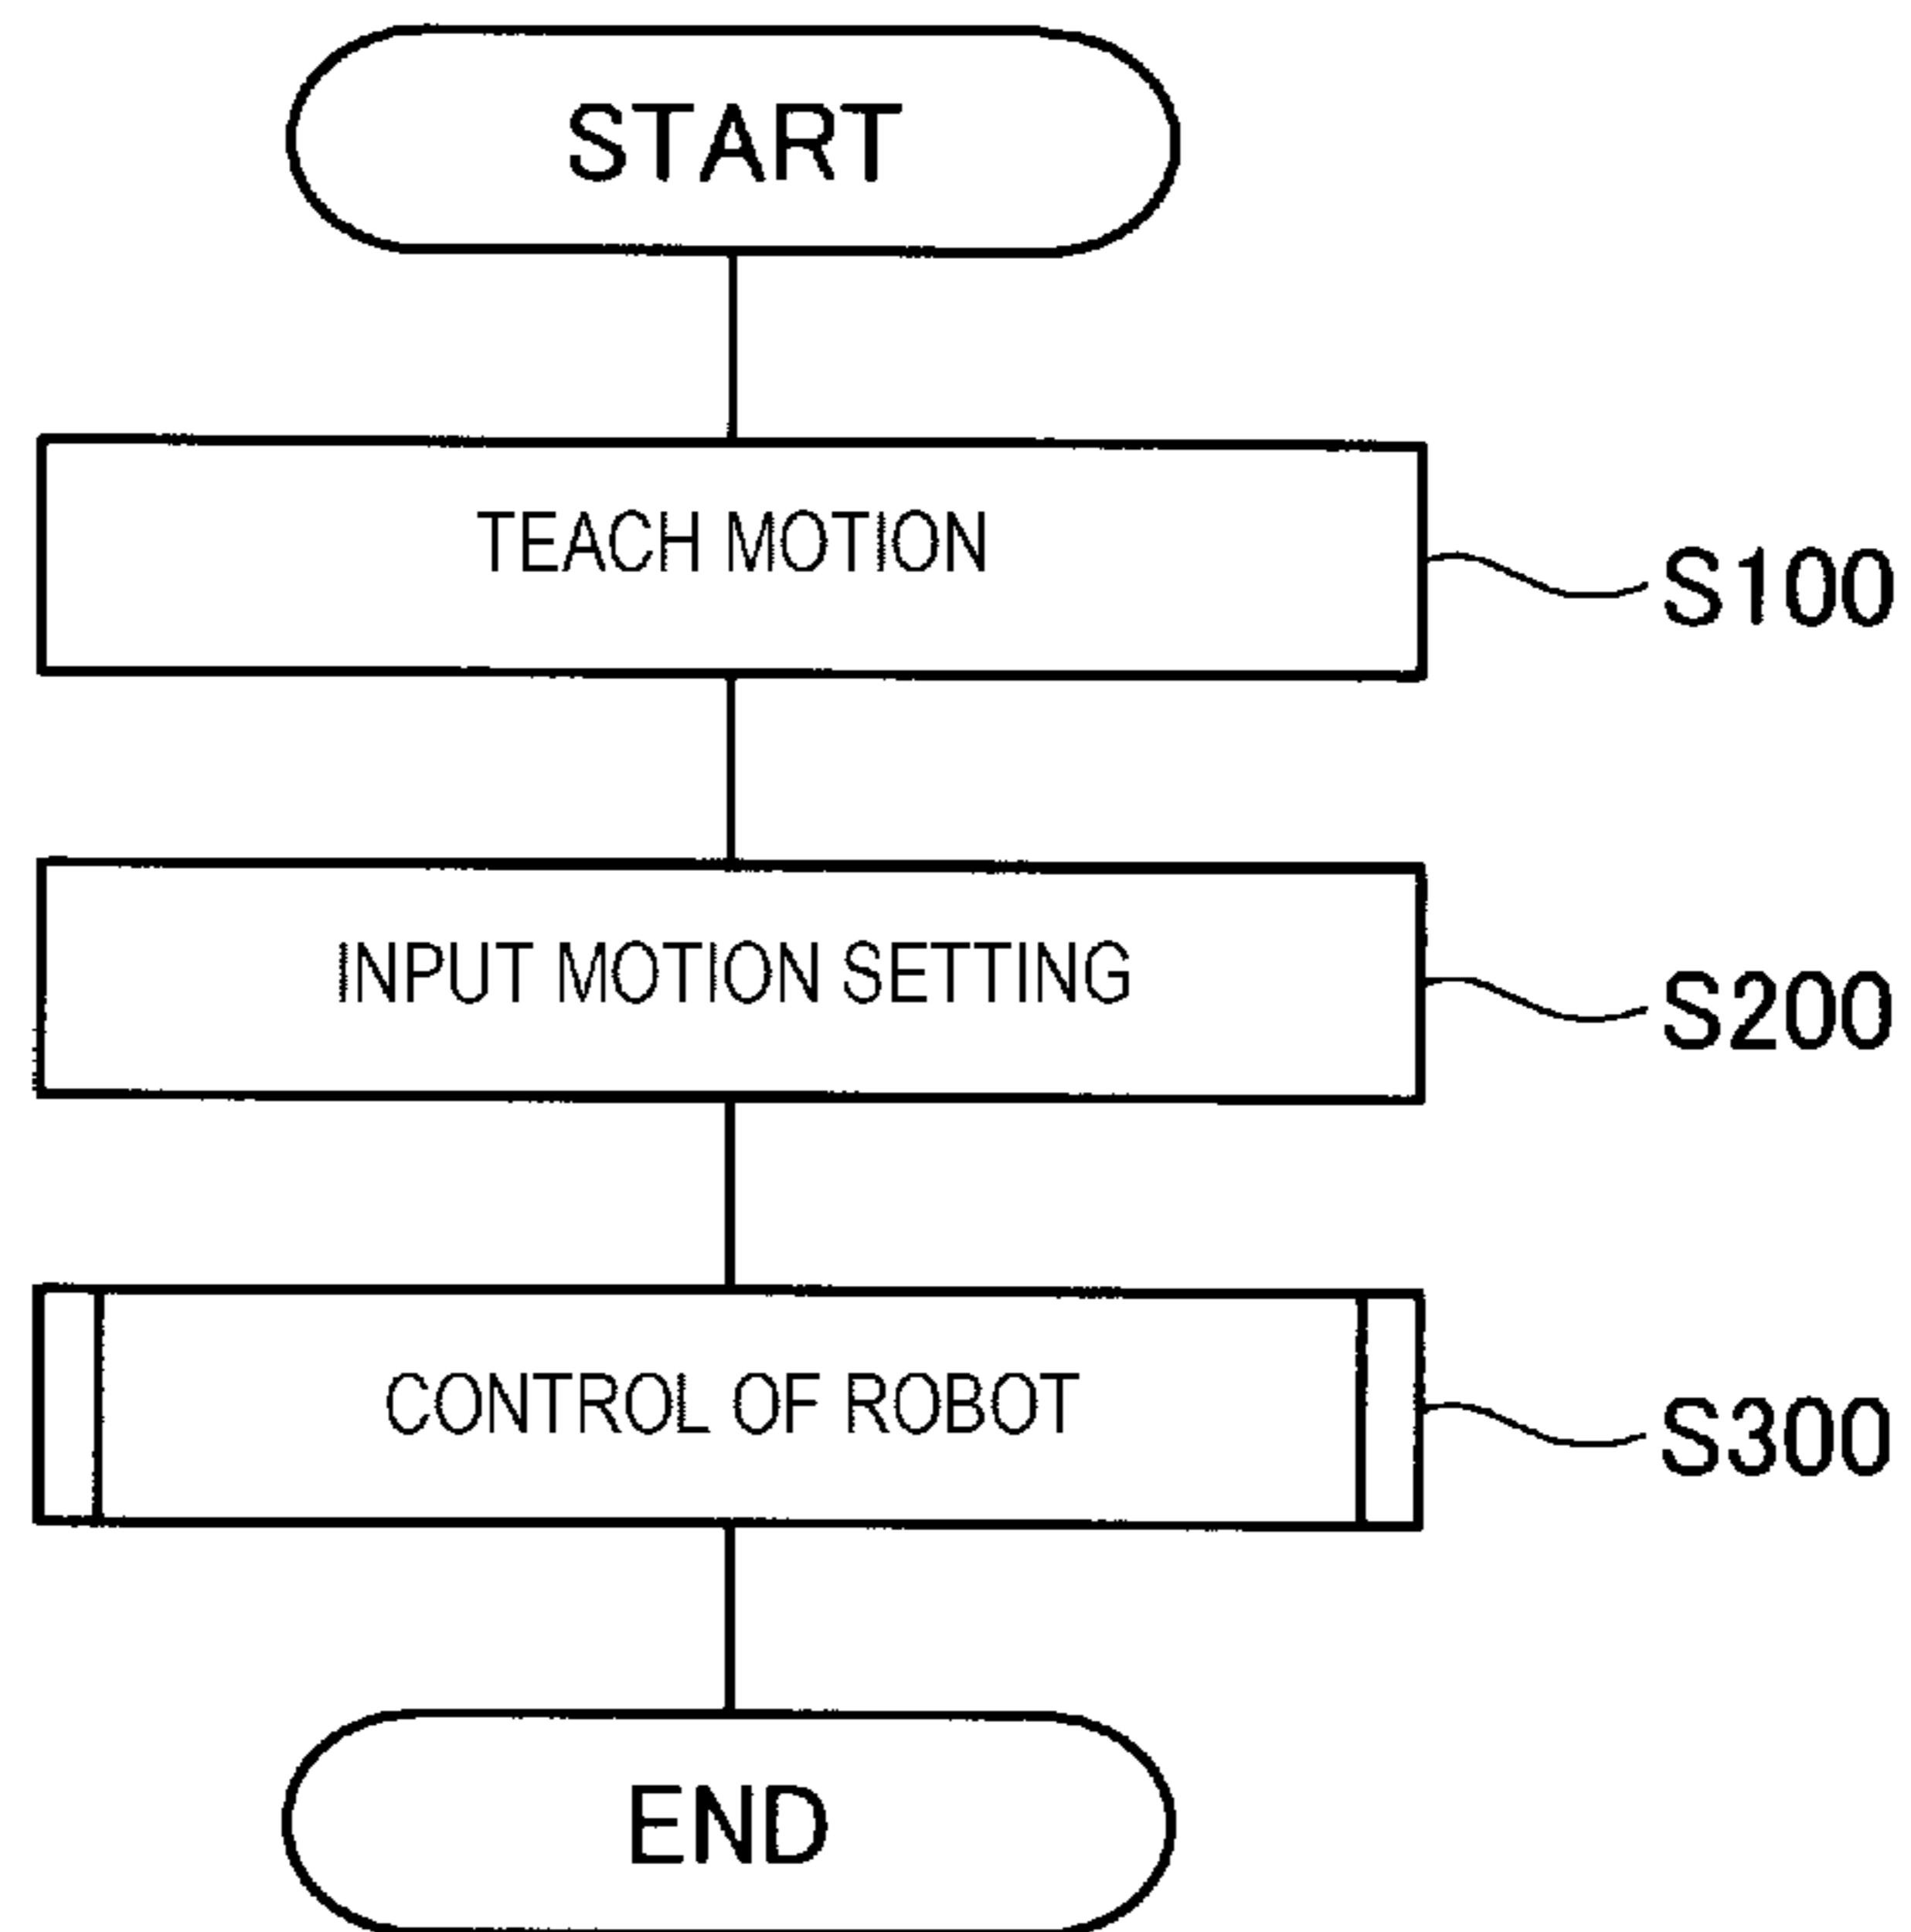 START
TEACH MOTION
S100
INPUT MOTION SETTING
S200
CONTROL OF ROBOT
S300
END